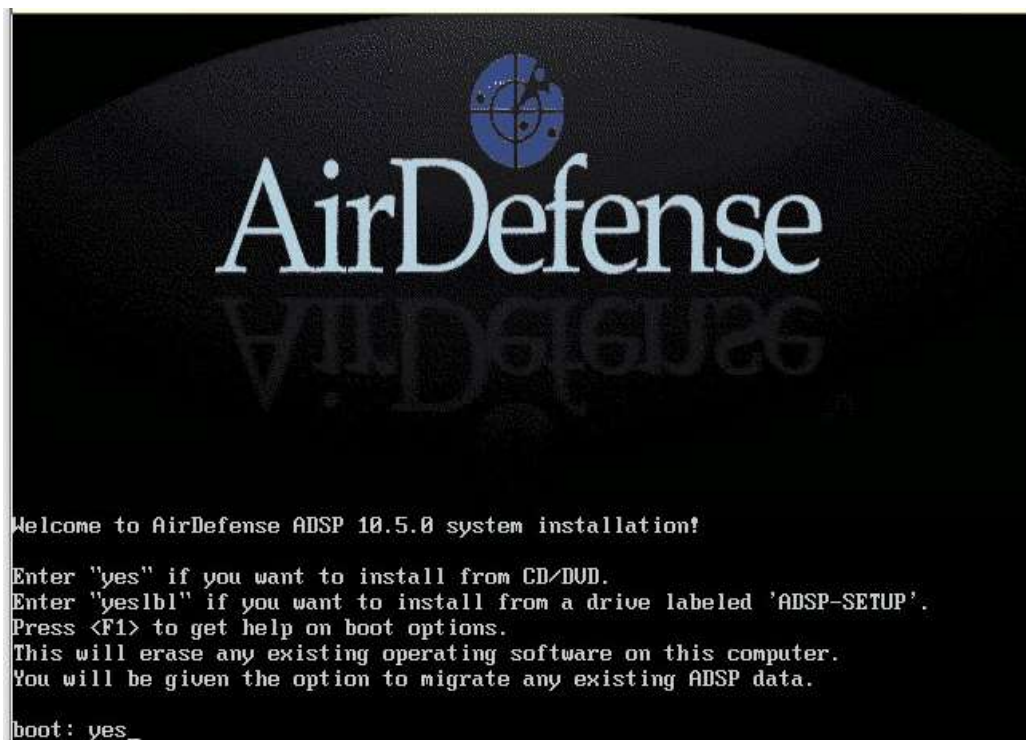 AirDefense
Welcome to AirDefense ADSP 10.5.0 system installation!
Enter "yes" if you want to install from CD/DVD.
Enter "yeslbl" if you want to install from a drive labeled 'ADSP-SETUP'.
Press <F1> to get help on boot options.
This will erase any existing operating software on this computer.
You will be given the option to migrate any existing ADSP data.
boot: yes_